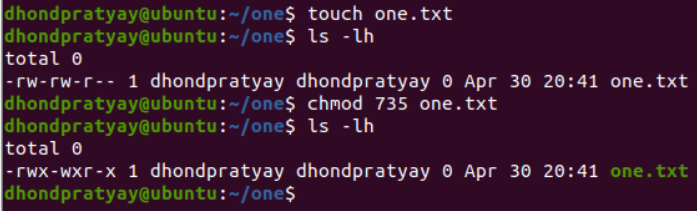 dhondpratyay@ubuntu:~/one$ touch one.txt
dhondpratyay@ubuntu:~/one$ ls -lh
total 0
-rw-rw-r-- 1 dhondpratyay dhondpratyay 0 Apr 30 20:41 one.txt
dhondpratyay@ubuntu:~/one$ chmod 735 one.txt
dhondpratyay@ubuntu:~/one$ ls -lh
total 0
-rwx-wxr-x 1 dhondpratyay dhondpratyay 0 Apr 30 20:41 one.txt
dhondpratyay@ubuntu:~/one$